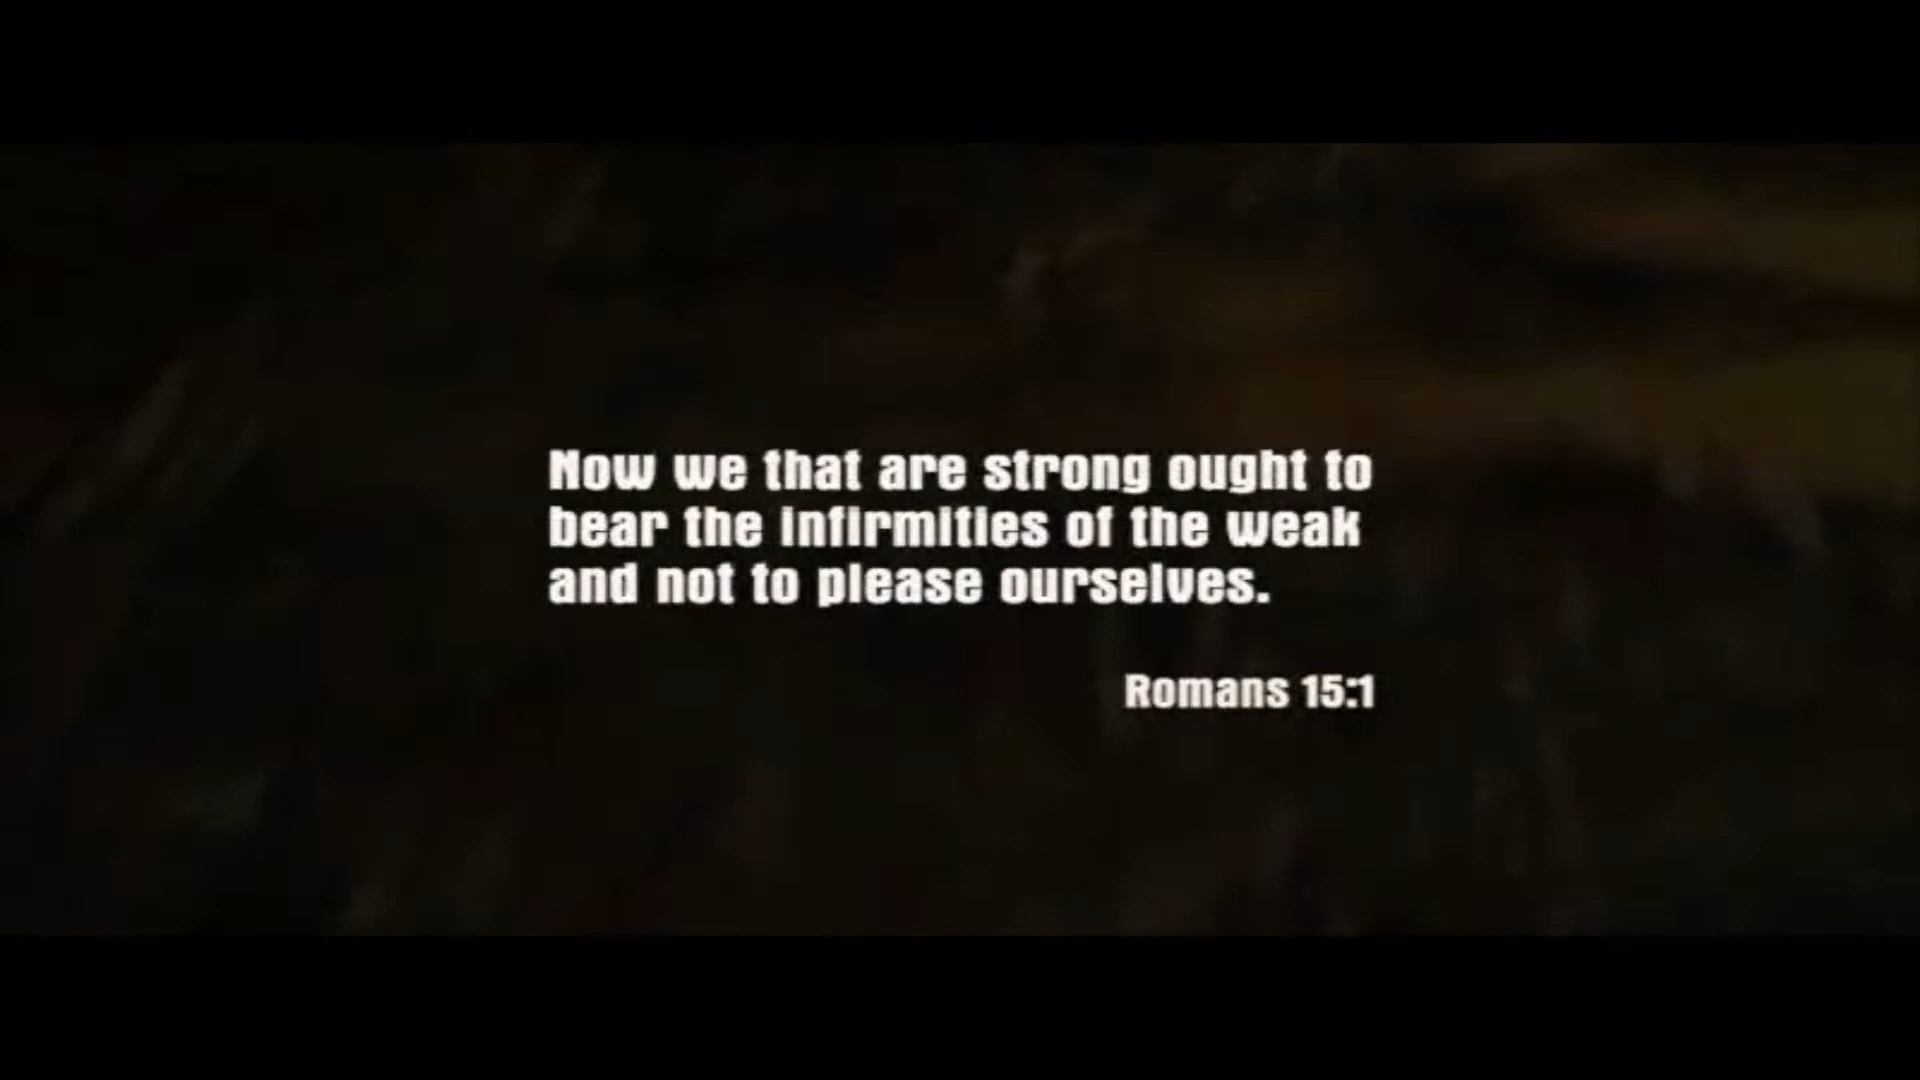 Now we that are strong ought to
bear the infirmities of the weak
and not to please ourselves.
Romans 15:1